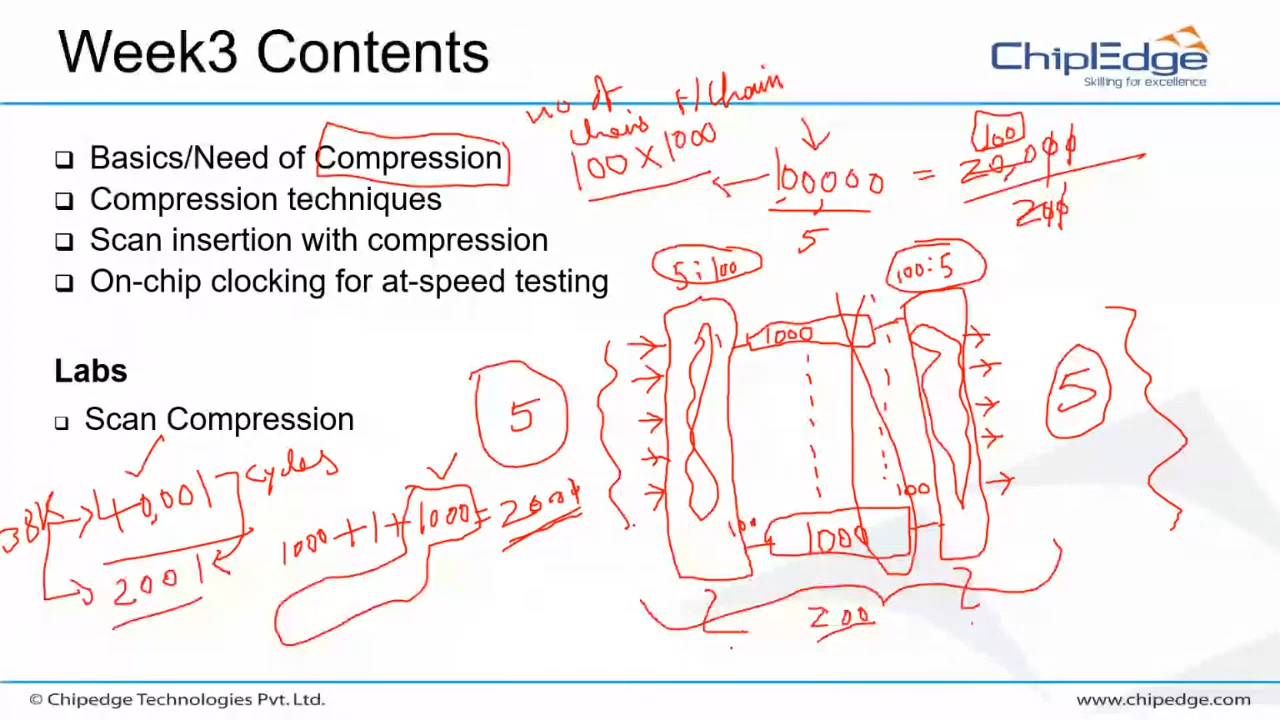 Week3 Contents
ChipEdge
Skilling for excellence
Basics/Need of Compression
Compression techniques
Scan insertion with compression
On-chip clocking for at-speed testing
Labs
Scan Compression
no of chains F/chain
100 X 1000
100000 = 20,000
200
100
5
5:100
100:5
1000
5
5
100
100
1000
200
40,001 cycles
38K
2001
1000+1+1000=2001
© Chipedge Technologies Pvt. Ltd.
www.chipedge.com